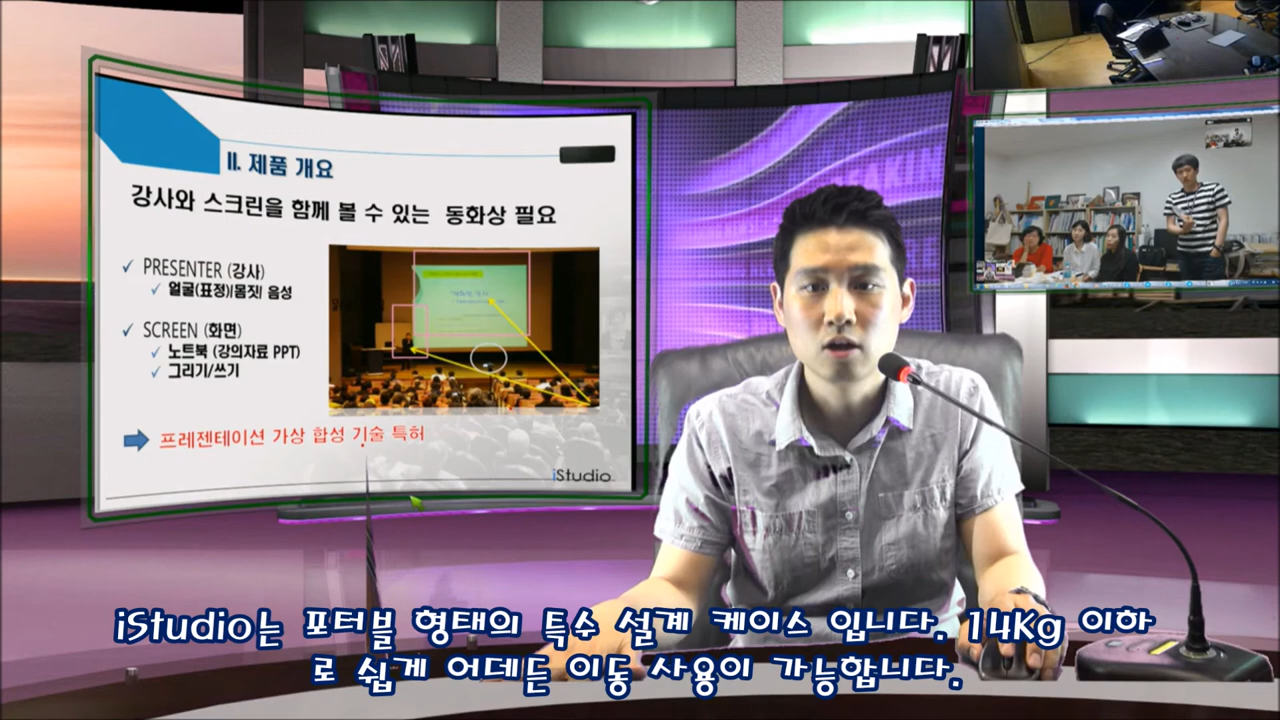 II. 제품 개요
강사와 스크린을 함께 볼 수 있는 동화상 필요
✓ PRESENTER (강사)
✓ 얼굴(표정)/몸짓/ 음성
✓ SCREEN (화면)
✓ 노트북 (강의자료 PPT)
✓ 그리기/쓰기
프레젠테이션 가상 합성 기술 특허
iStudio
iStudio는 포터블 형태의 특수 설계 케이스 입니다. 14Kg 이하
로 쉽게 어데든 이동 사용이 가능합니다.